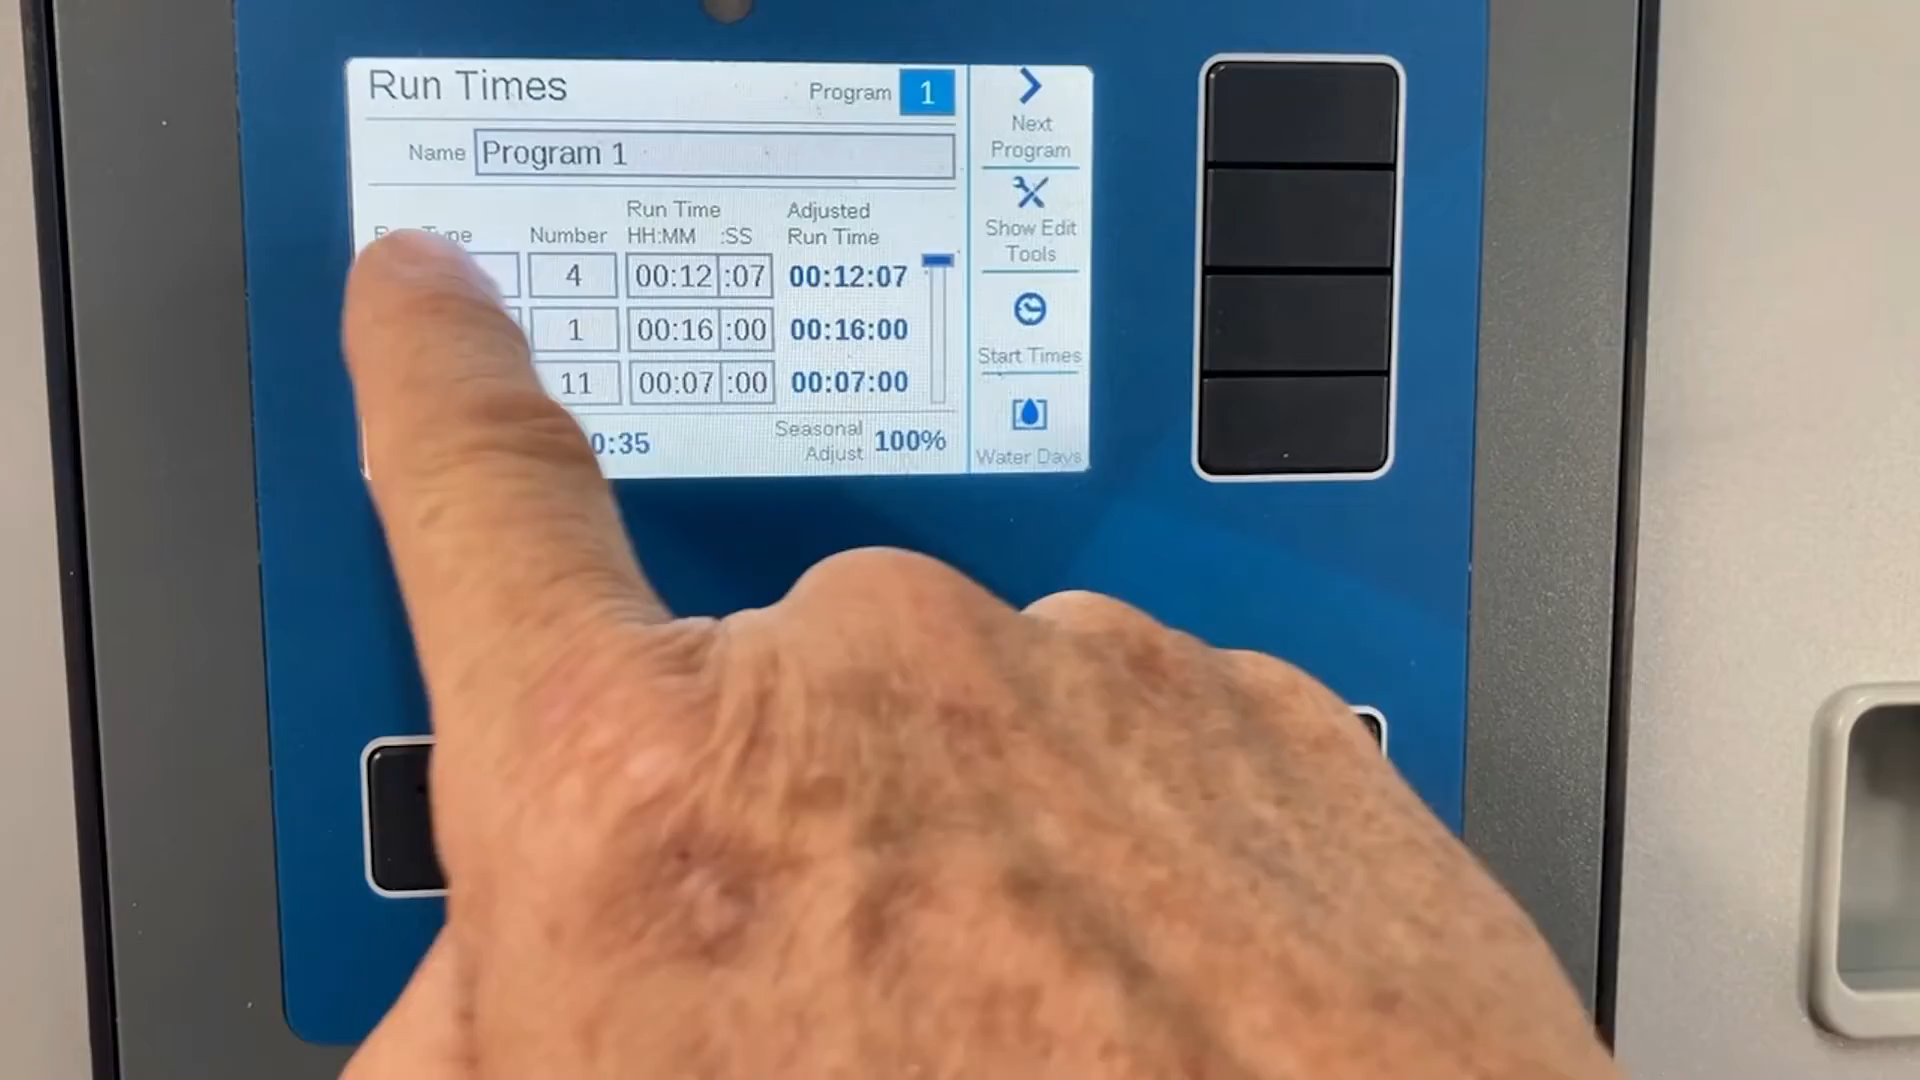 Run Times
Program 1
Name Program 1
Type Number Run Time HH:MM :SS Adjusted Run Time
4 00:12 :07 00:12:07
1 00:16 :00 00:16:00
11 00:07 :00 00:07:00
0:35 Seasonal Adjust 100%
Next
Program
Show Edit
Tools
Start Times
Water Days